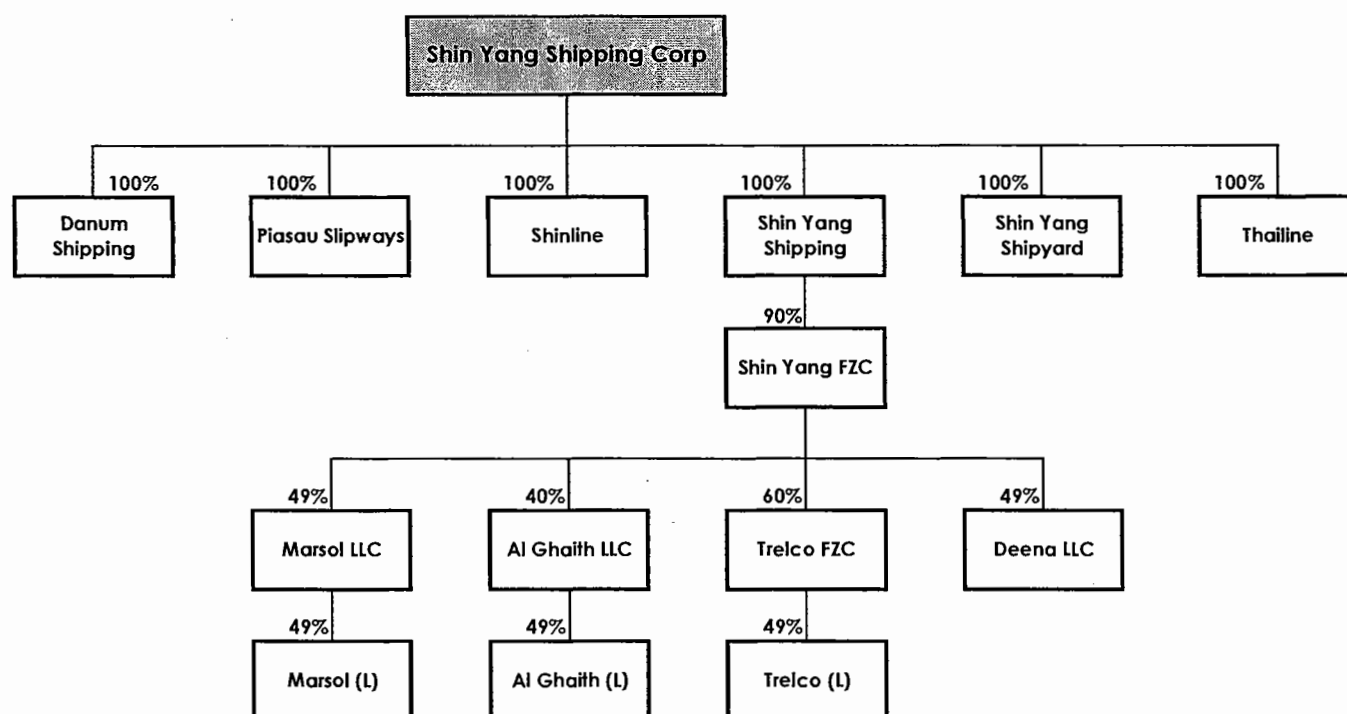 Shin Yang Shipping Corp
100%
100%
100%
100%
100%
100%
Danum
Shipping
Piasau Slipways
Shinline
Shin Yang
Shipping
Shin Yang
Shipyard
Thailine
90%
Shin Yang FZC
49%
40%
60%
49%
Marsol LLC
Al Ghaith LLC
Trelco FZC
Deena LLC
49%
49%
49%
Marsol (L)
Al Ghaith (L)
Trelco (L)